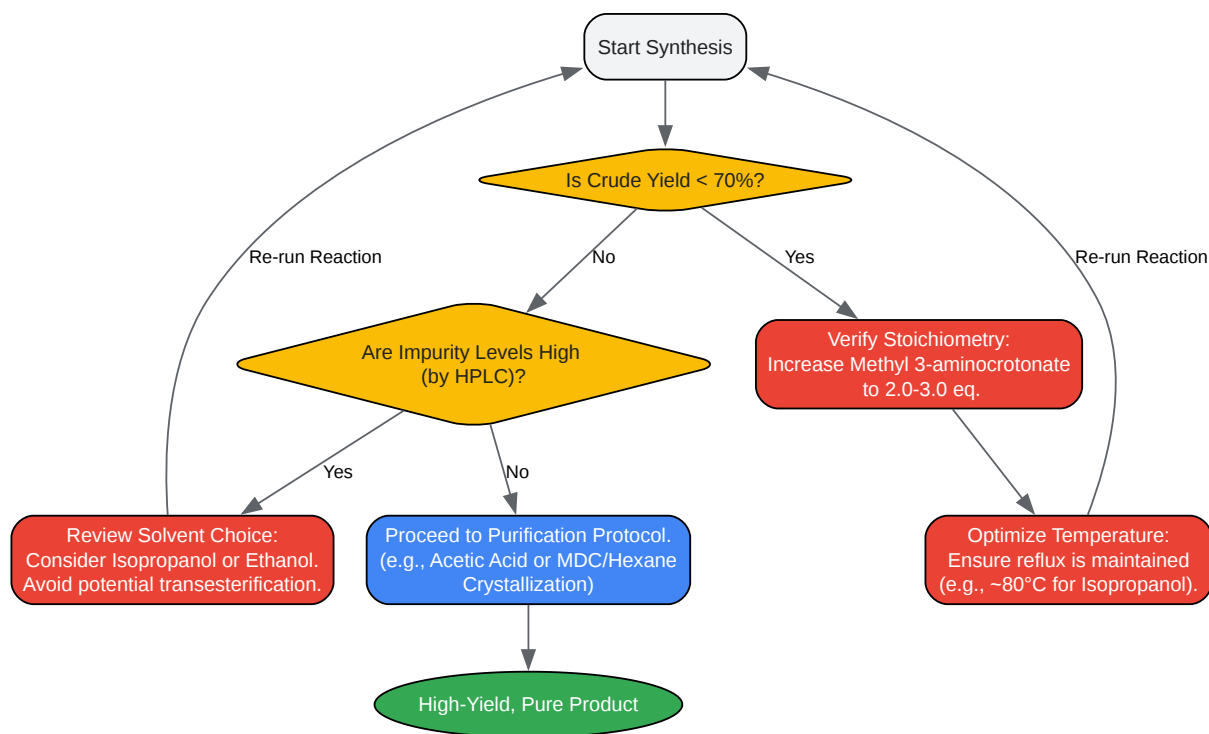 Start Synthesis
Is Crude Yield < 70%?
Re-run Reaction
No
Yes
Re-run Reaction
Are Impurity Levels High
(by HPLC)?
Verify Stoichiometry:
Increase Methyl 3-aminocrotonate
to 2.0-3.0 eq.
Yes
No
Review Solvent Choice:
Consider Isopropanol or Ethanol.
Avoid potential transesterification.
Proceed to Purification Protocol.
(e.g., Acetic Acid or MDC/Hexane
Crystallization)
Optimize Temperature:
Ensure reflux is maintained
(e.g., ~80°C for Isopropanol).
High-Yield, Pure Product